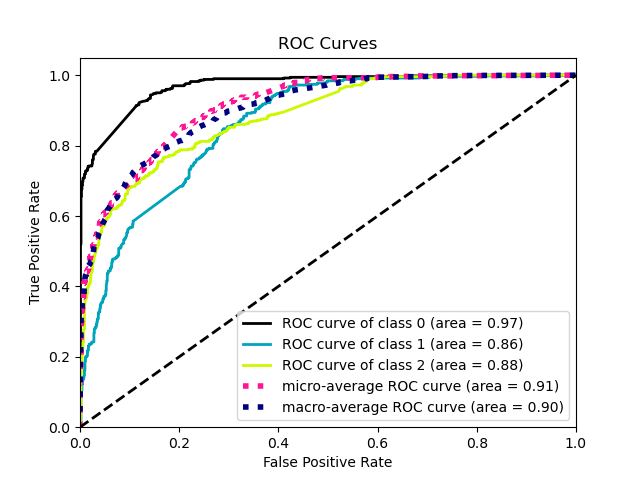 ROC Curves
True Positive Rate
1.0
0.8
0.6
0.4
0.2
0.0
ROC curve of class 0 (area = 0.97)
ROC curve of class 1 (area = 0.86)
ROC curve of class 2 (area = 0.88)
micro-average ROC curve (area = 0.91)
macro-average ROC curve (area = 0.90)
0.0 0.2 0.4 0.6 0.8 1.0
False Positive Rate